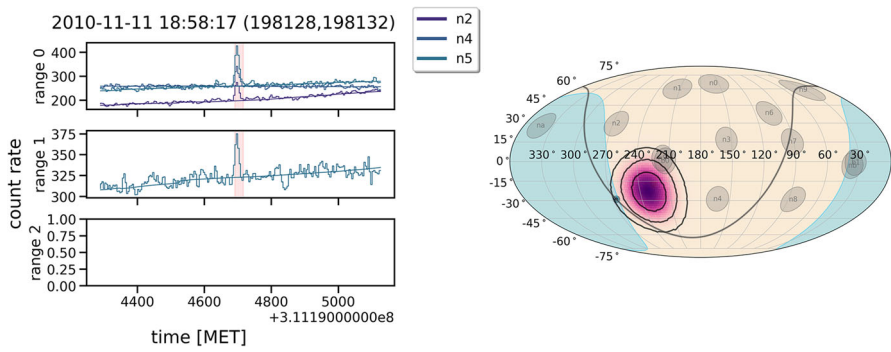 2010-11-11 18:58:17 (198128,198132)
n2
n4
n5
range 0
400
300
200
range 1
375
350
325
300
range 2
1.00
0.75
0.50
0.25
0.00
count rate
4400 4600 4800 5000
+3.1119000000e8
time [MET]
75°
60°
45°
30°
15°
0°
-15°
-30°
-45°
-60°
-75°
330° 300° 270° 240° 210° 180° 150° 120° 90° 60° 30°
n0
n1
n9
n6
n2
na
n3
n7
n4
n8